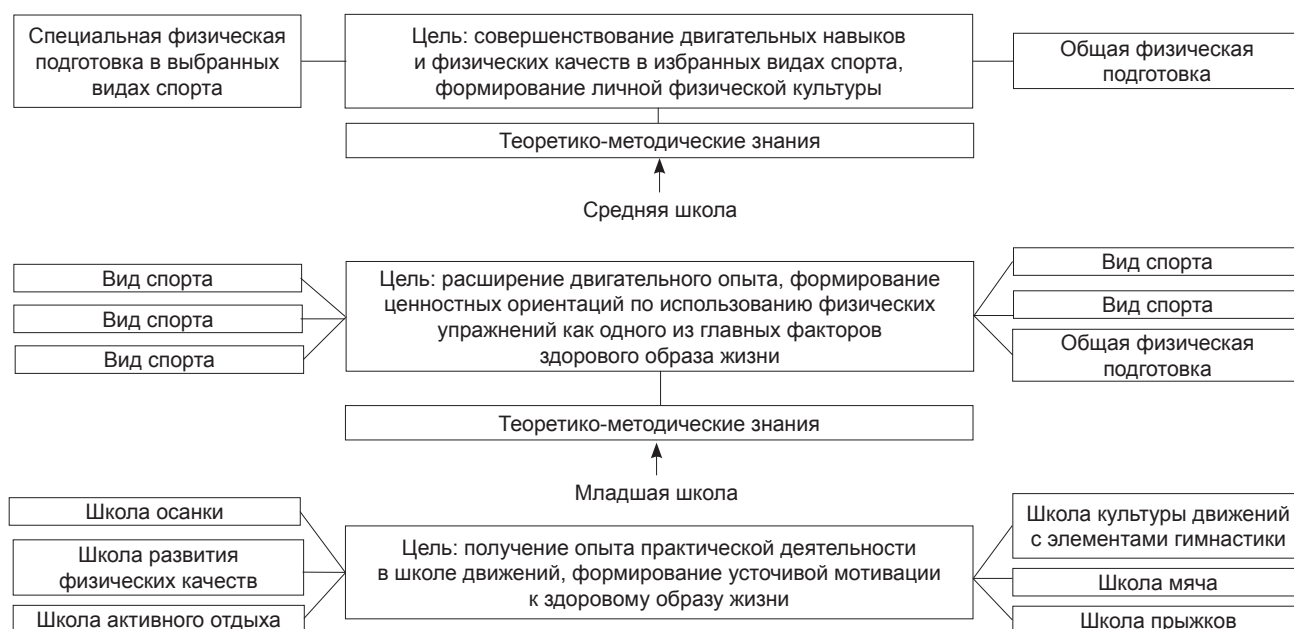 Специальная физическая
подготовка в выбранных
видах спорта
Цель: совершенствование двигательных навыков
и физических качеств в избранных видах спорта,
формирование личной физической культуры
Общая физическая
подготовка
Теоретико-методические знания
Средняя школа
Вид спорта
Вид спорта
Вид спорта
Цель: расширение двигательного опыта, формирование
ценностных ориентаций по использованию физических
упражнений как одного из главных факторов
здорового образа жизни
Вид спорта
Вид спорта
Общая физическая
подготовка
Теоретико-методические знания
Младшая школа
Школа осанки
Школа развития
физических качеств
Школа активного отдыха
Цель: получение опыта практической деятельности
в школе движений, формирование усточивой мотивации
к здоровому образу жизни
Школа культуры движений
с элементами гимнастики
Школа мяча
Школа прыжков